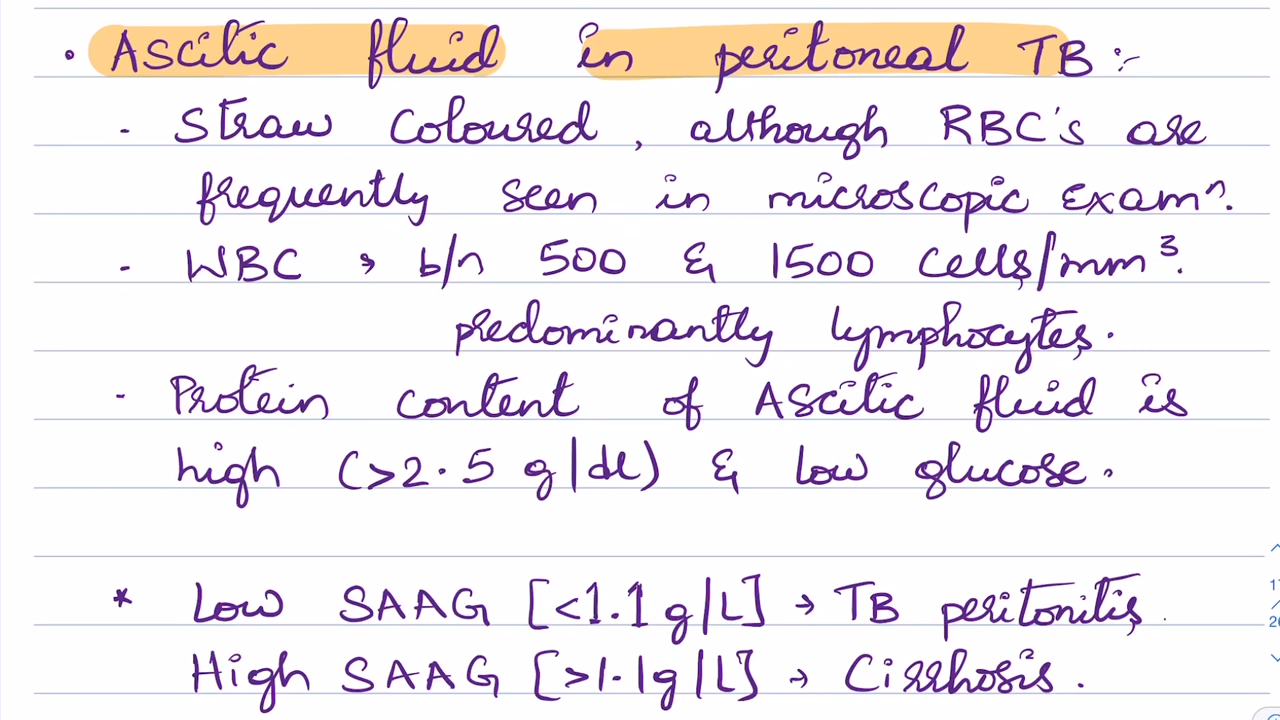 • Ascitic fluid in peritoneal TB :-
- Straw coloured, although RBC's are
frequently seen in microscopic examⁿ.
- WBC → b/n 500 & 1500 cells/mm³.
predominantly lymphocytes.
- Protein content of Ascitic fluid is
high (>2.5 g/dl) & low glucose.
* Low SAAG [<1.1 g/L] → TB peritonitis.
High SAAG [>1.1g/L] → Cirrhosis.